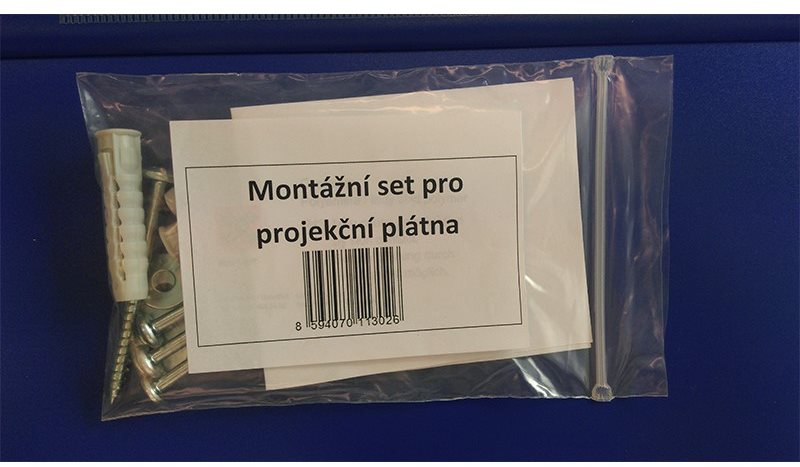 Montážní set pro
projekční plátna
8 594070 113026